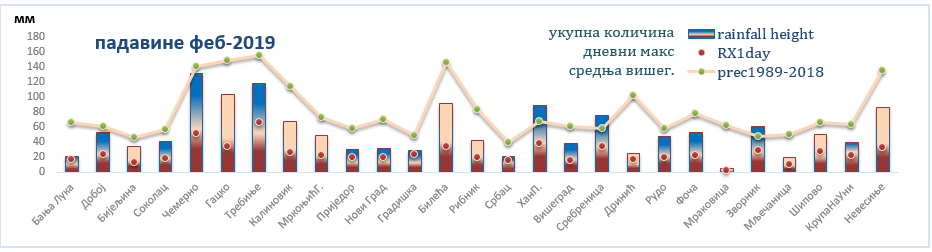 мм
падавине феб-2019
укупна количина
дневни макс
средња вишег.
rainfall height
RX1day
prec1989-2018
180
160
140
120
100
80
60
40
20
0
Бања Лука
Добој
Бијељина
Соколац
Чемерно
Гацко
Требиње
Калиновик
МркоњићГ.
Приједор
Нови Град
Градишка
Билећа
Рибник
Србац
ХанП.
Вишеград
Сребреница
Дринић
Рудо
Фоча
Мраковица
Зворник
Мљечаница
Шипово
КрупаНаУни
Невесиње